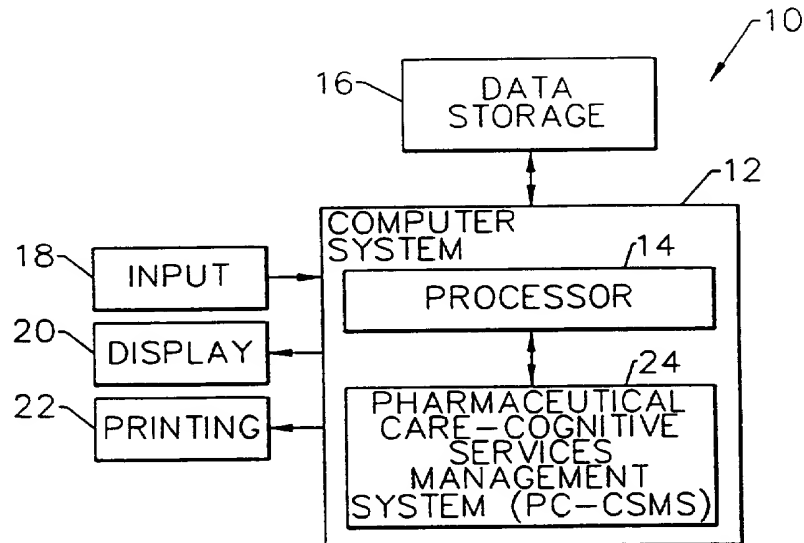 10
16
DATA
STORAGE
12
COMPUTER
SYSTEM
18
INPUT
14
PROCESSOR
20
DISPLAY
22
PRINTING
24
PHARMACEUTICAL
CARE-COGNITIVE
SERVICES
MANAGEMENT
SYSTEM (PC-CSMS)